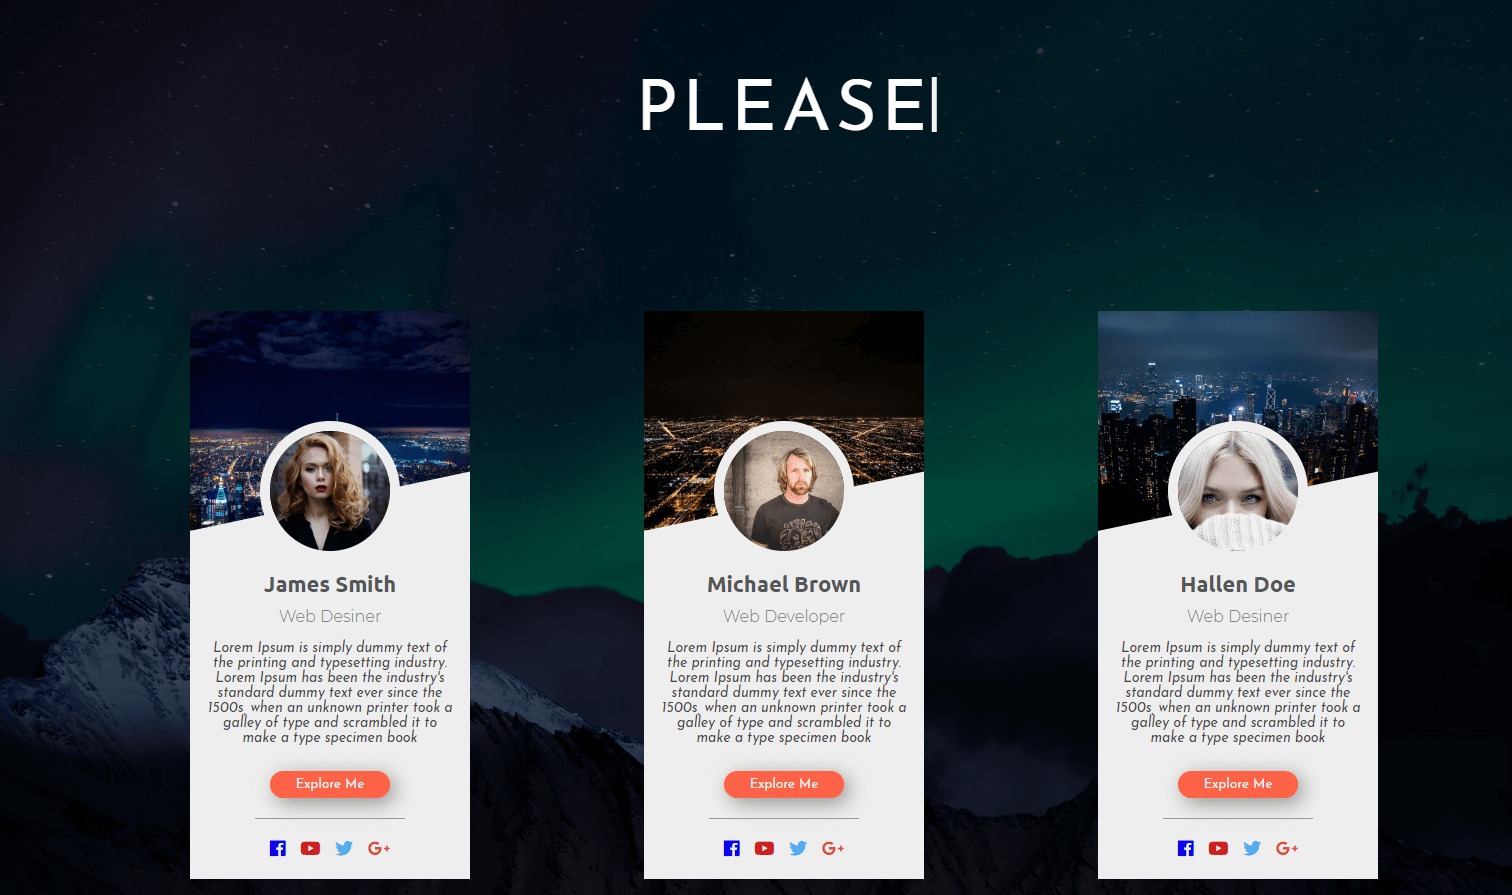 PLEASE
James Smith
Web Desiner
Lorem Ipsum is simply dummy text of
the printing and typesetting industry.
Lorem Ipsum has been the industry's
standard dummy text ever since the
1500s, when an unknown printer took a
galley of type and scrambled it to
make a type specimen book
Explore Me
G+
Michael Brown
Web Developer
Lorem Ipsum is simply dummy text of
the printing and typesetting industry.
Lorem Ipsum has been the industry's
standard dummy text ever since the
1500s, when an unknown printer took a
galley of type and scrambled it to
make a type specimen book
Explore Me
G+
Hallen Doe
Web Desiner
Lorem Ipsum is simply dummy text of
the printing and typesetting industry.
Lorem Ipsum has been the industry's
standard dummy text ever since the
1500s, when an unknown printer took a
galley of type and scrambled it to
make a type specimen book
Explore Me
G+